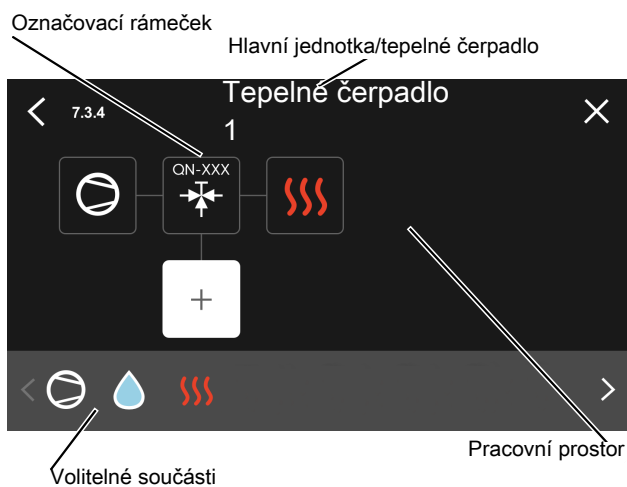 Označovací rámeček
Hlavní jednotka/tepelné čerpadlo
7.3.4
Tepelné čerpadlo
1
QN-XXX
Pracovní prostor
Volitelné součásti